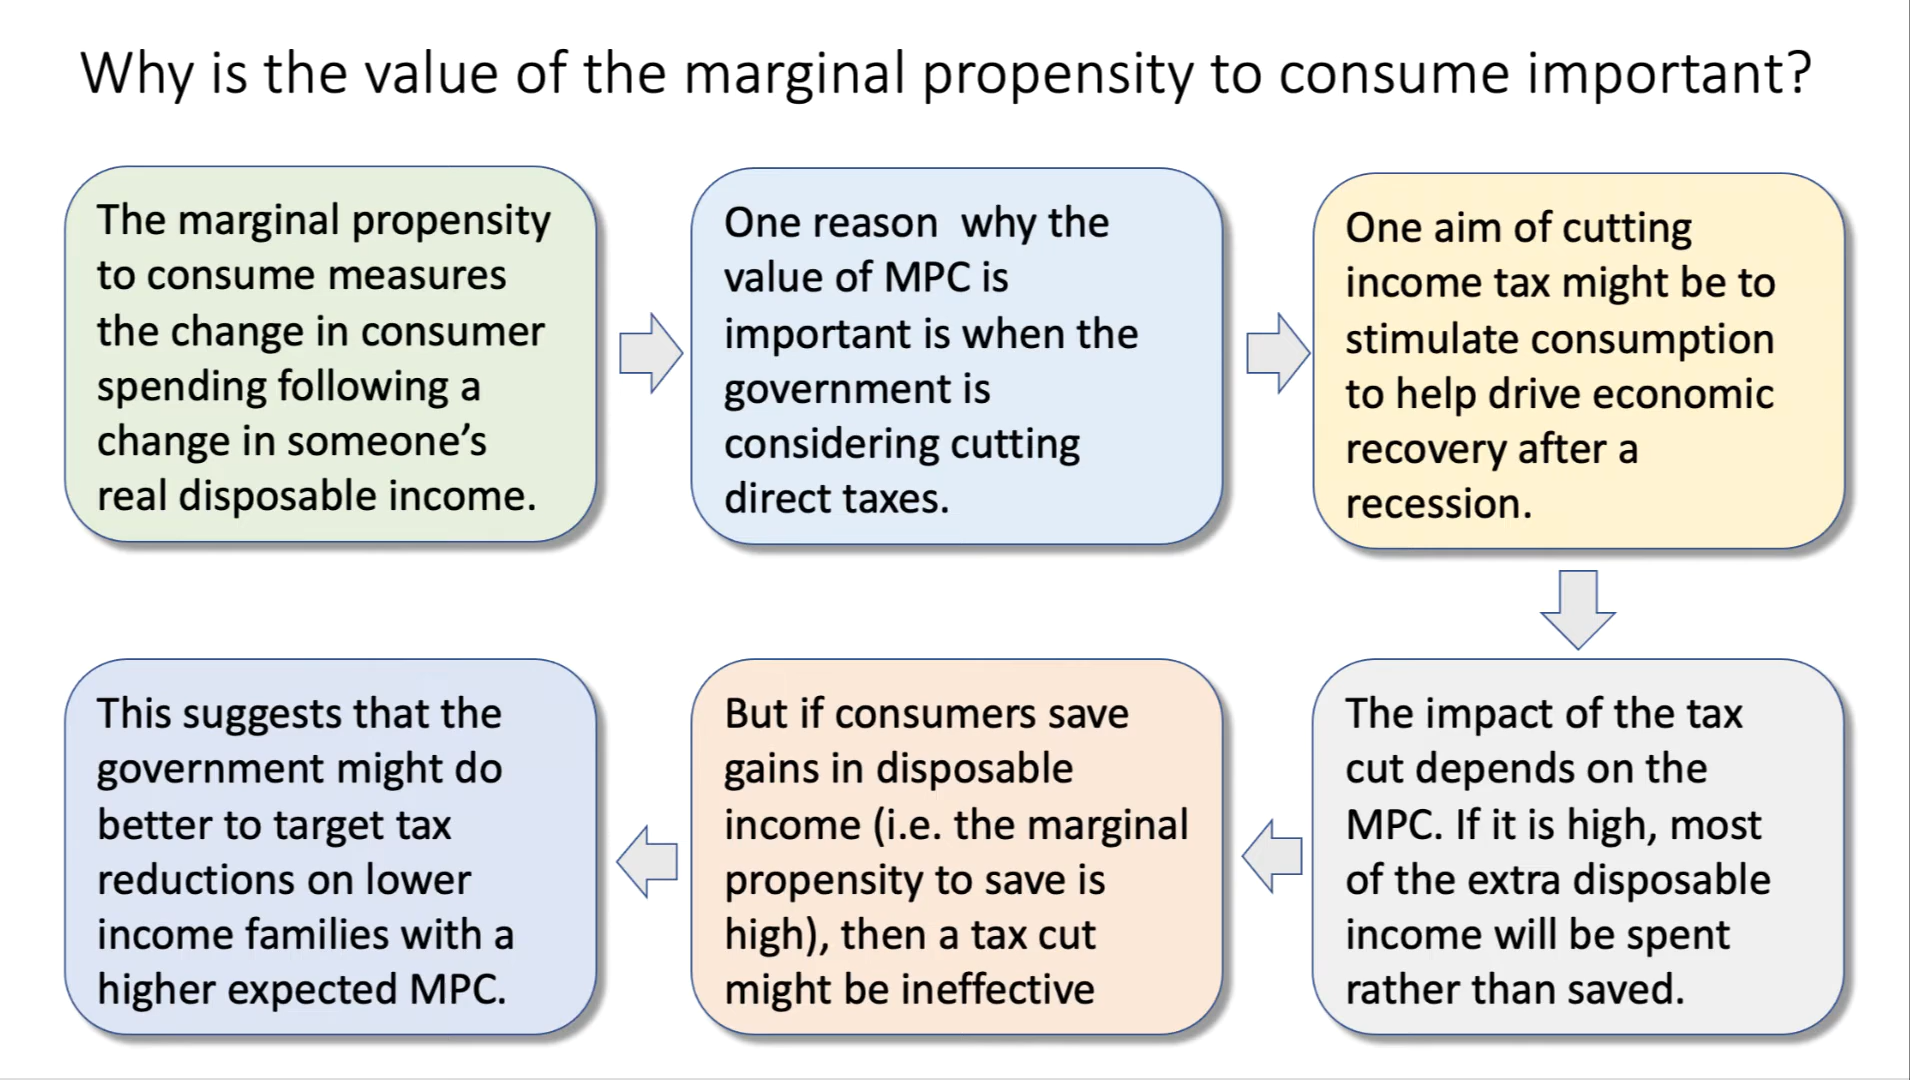 Why is the value of the marginal propensity to consume important?
The marginal propensity
to consume measures
the change in consumer
spending following a
change in someone’s
real disposable income.
One reason  why the
value of MPC is
important is when the
government is
considering cutting
direct taxes.
One aim of cutting
income tax might be to
stimulate consumption
to help drive economic
recovery after a
recession.
The impact of the tax
cut depends on the
MPC. If it is high, most
of the extra disposable
income will be spent
rather than saved.
But if consumers save
gains in disposable
income (i.e. the marginal
propensity to save is
high), then a tax cut
might be ineffective
This suggests that the
government might do
better to target tax
reductions on lower
income families with a
higher expected MPC.